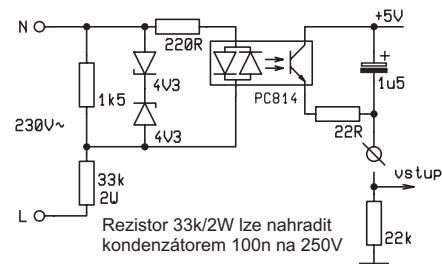 N
220R
+5V
4V3
PC814
+
1u5
1k5
230V~
4V3
22R
33k
2W
vstup
L
22k
Rezistor 33k/2W lze nahradit
kondenzátorem 100n na 250V